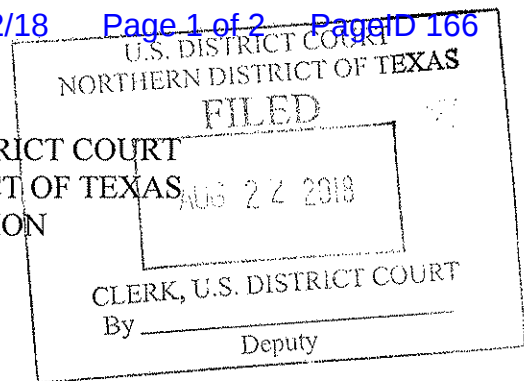 2/18 Page 1 of 2 PageID 166
U.S. DISTRICT COURT
NORTHERN DISTRICT OF TEXAS
FILED
RICT COURT
T OF TEXAS
ION
AUG 22 2018
CLERK, U.S. DISTRICT COURT
By
Deputy